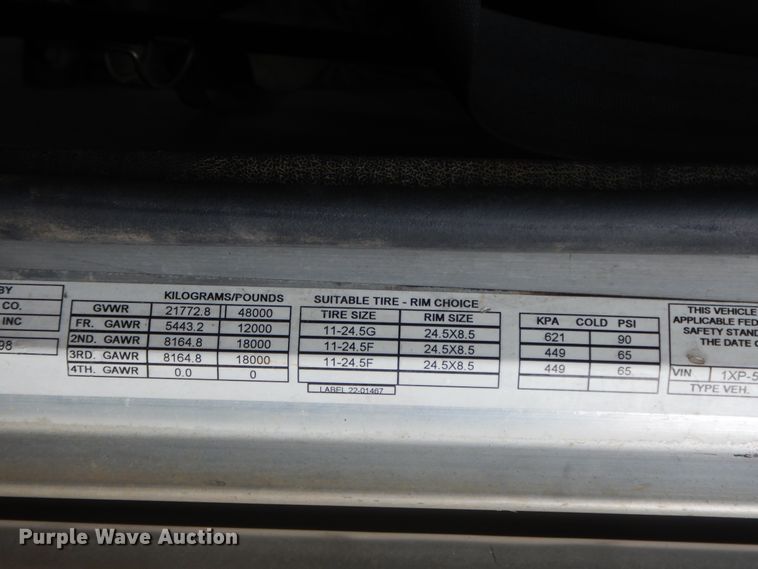 BY
CO.
INC
98
KILOGRAMS/POUNDS
GVWR 21772.8 48000
FR. GAWR 5443.2 12000
2ND. GAWR 8164.8 18000
3RD. GAWR 8164.8 18000
4TH. GAWR 0.0 0
SUITABLE TIRE - RIM CHOICE
TIRE SIZE RIM SIZE
11-24.5G 24.5X8.5
11-24.5F 24.5X8.5
11-24.5F 24.5X8.5
LABEL 22-01467
KPA COLD PSI
621 90
449 65
449 65
THIS VEHICLE
APPLICABLE FED
SAFETY STAND
THE DATE O
VIN 1XP-5
TYPE VEH.
Purple Wave Auction